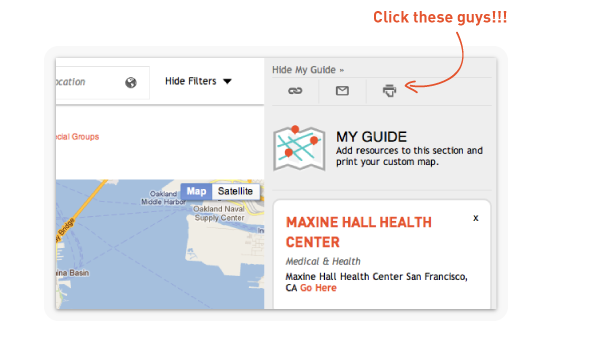 Click these guys!!!
Hide My Guide »
ocation
Hide Filters
MY GUIDE
Add resources to this section and
print your custom map.
cial Groups
Map Satellite
Oakland
Middle Harbor
Oakland Naval
Supply Center
y Bridge
na Basin
MAXINE HALL HEALTH
CENTER
x
Medical & Health
Maxine Hall Health Center San Francisco,
CA Go Here